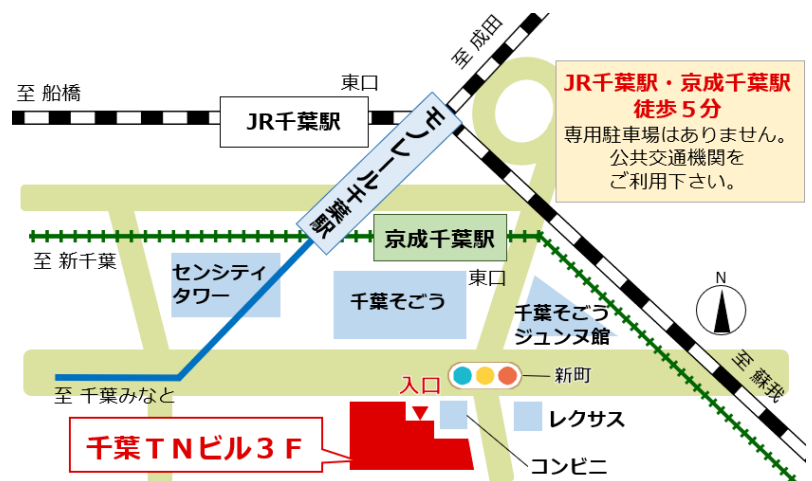 至 成田
至 船橋
東口
JR千葉駅
モノレール千葉駅
JR千葉駅・京成千葉駅
徒歩５分
専用駐車場はありません。
公共交通機関を
ご利用下さい。
京成千葉駅
至 新千葉
東口
センシティ
タワー
千葉そごう
千葉そごう
ジュンヌ館
N
至 蘇我
新町
至 千葉みなと
入口
レクサス
千葉ＴＮビル３Ｆ
コンビニ